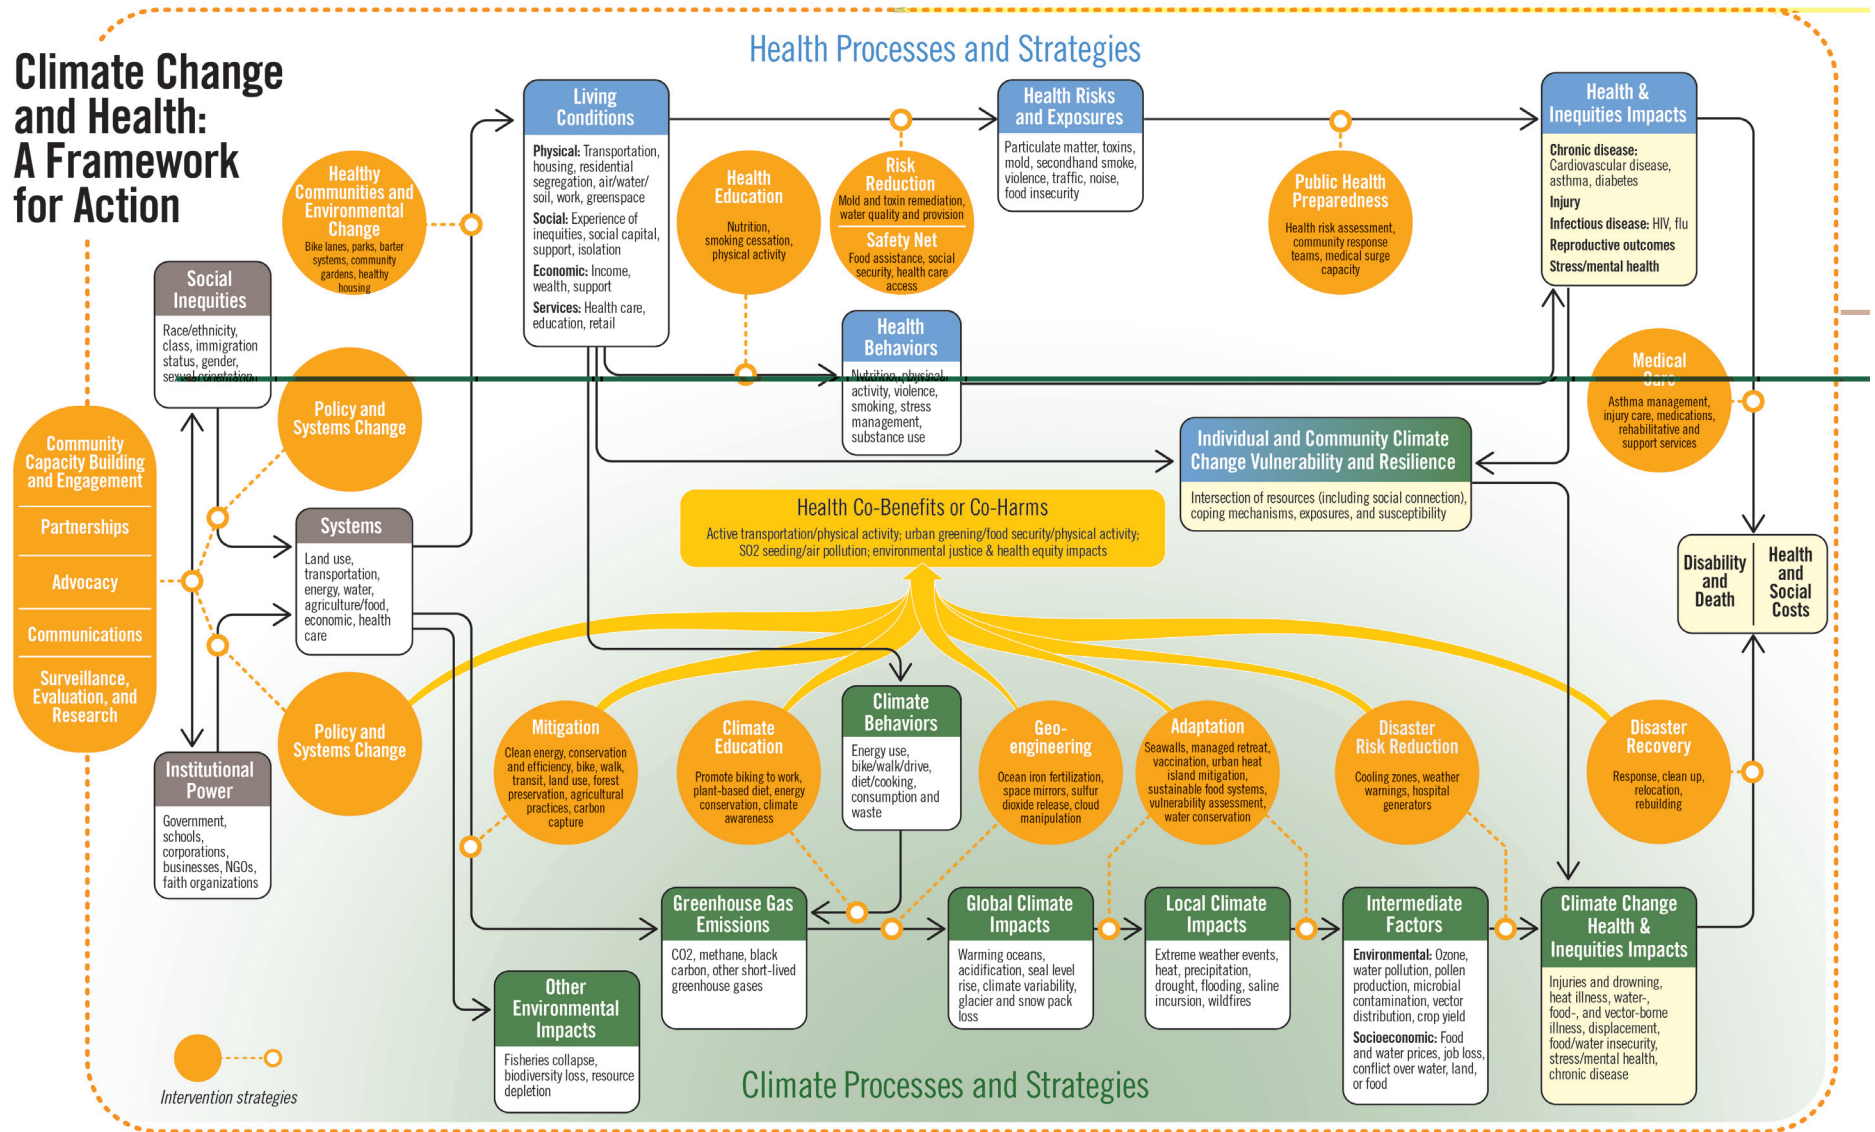 Climate Change
and Health:
A Framework
for Action
Health Processes and Strategies
Healthy
Communities and
Environmental
Change
Bike lanes, parks, barter
systems, community
gardens, healthy
housing
Social
Inequities
Race/ethnicity,
class, immigration
status, gender,
sexual orientation
Living
Conditions
Physical: Transportation,
housing, residential
segregation, air/water/
soil, work, greenspace
Social: Experience of
inequities, social capital,
support, isolation
Economic: Income,
wealth, support
Services: Health care,
education, retail
Health
Education
Nutrition,
smoking cessation,
physical activity
Risk
Reduction
Mold and toxin remediation,
water quality and provision
Safety Net
Food assistance, social
security, health care
access
Health Risks
and Exposures
Particulate matter, toxins,
mold, secondhand smoke,
violence, traffic, noise,
food insecurity
Public Health
Preparedness
Health risk assessment,
community response
teams, medical surge
capacity
Health &
Inequities Impacts
Chronic disease:
Cardiovascular disease,
asthma, diabetes
Injury
Infectious disease: HIV, flu
Reproductive outcomes
Stress/mental health
Health
Behaviors
Nutrition, physical
activity, violence,
smoking, stress
management,
substance use
Medical
Care
Asthma management,
injury care, medications,
rehabilitative and
support services
Policy and
Systems Change
Community
Capacity Building
and Engagement
Partnerships
Advocacy
Communications
Surveillance,
Evaluation, and
Research
Systems
Land use,
transportation,
energy, water,
agriculture/food,
economic, health
care
Individual and Community Climate
Change Vulnerability and Resilience
Intersection of resources (including social connection),
coping mechanisms, exposures, and susceptibility
Health Co-Benefits or Co-Harms
Active transportation/physical activity; urban greening/food security/physical activity;
SO2 seeding/air pollution; environmental justice & health equity impacts
Disability
and
Death
Health
and
Social
Costs
Policy and
Systems Change
Institutional
Power
Government,
schools,
corporations,
businesses, NGOs,
faith organizations
Mitigation
Clean energy, conservation
and efficiency, bike, walk,
transit, land use, forest
preservation, agricultural
practices, carbon
capture
Climate
Education
Promote biking to work,
plant-based diet, energy
conservation, climate
awareness
Climate
Behaviors
Energy use,
bike/walk/drive,
diet/cooking,
consumption and
waste
Geo-
engineering
Ocean iron fertilization,
space mirrors, sulfur
dioxide release, cloud
manipulation
Adaptation
Seawalls, managed retreat,
vaccination, urban heat
island mitigation,
sustainable food systems,
vulnerability assessment,
water conservation
Disaster
Risk Reduction
Cooling zones, weather
warnings, hospital
generators
Disaster
Recovery
Response, clean up,
relocation,
rebuilding
Greenhouse Gas
Emissions
CO2, methane, black
carbon, other short-lived
greenhouse gases
Global Climate
Impacts
Warming oceans,
acidification, seal level
rise, climate variability,
glacier and snow pack
loss
Local Climate
Impacts
Extreme weather events,
heat, precipitation,
drought, flooding, saline
incursion, wildfires
Intermediate
Factors
Environmental: Ozone,
water pollution, pollen
production, microbial
contamination, vector
distribution, crop yield
Socioeconomic: Food
and water prices, job loss,
conflict over water, land,
or food
Climate Change
Health &
Inequities Impacts
Injuries and drowning,
heat illness, water-,
food-, and vector-borne
illness, displacement,
food/water insecurity,
stress/mental health,
chronic disease
Other
Environmental
Impacts
Fisheries collapse,
biodiversity loss, resource
depletion
Intervention strategies
Climate Processes and Strategies